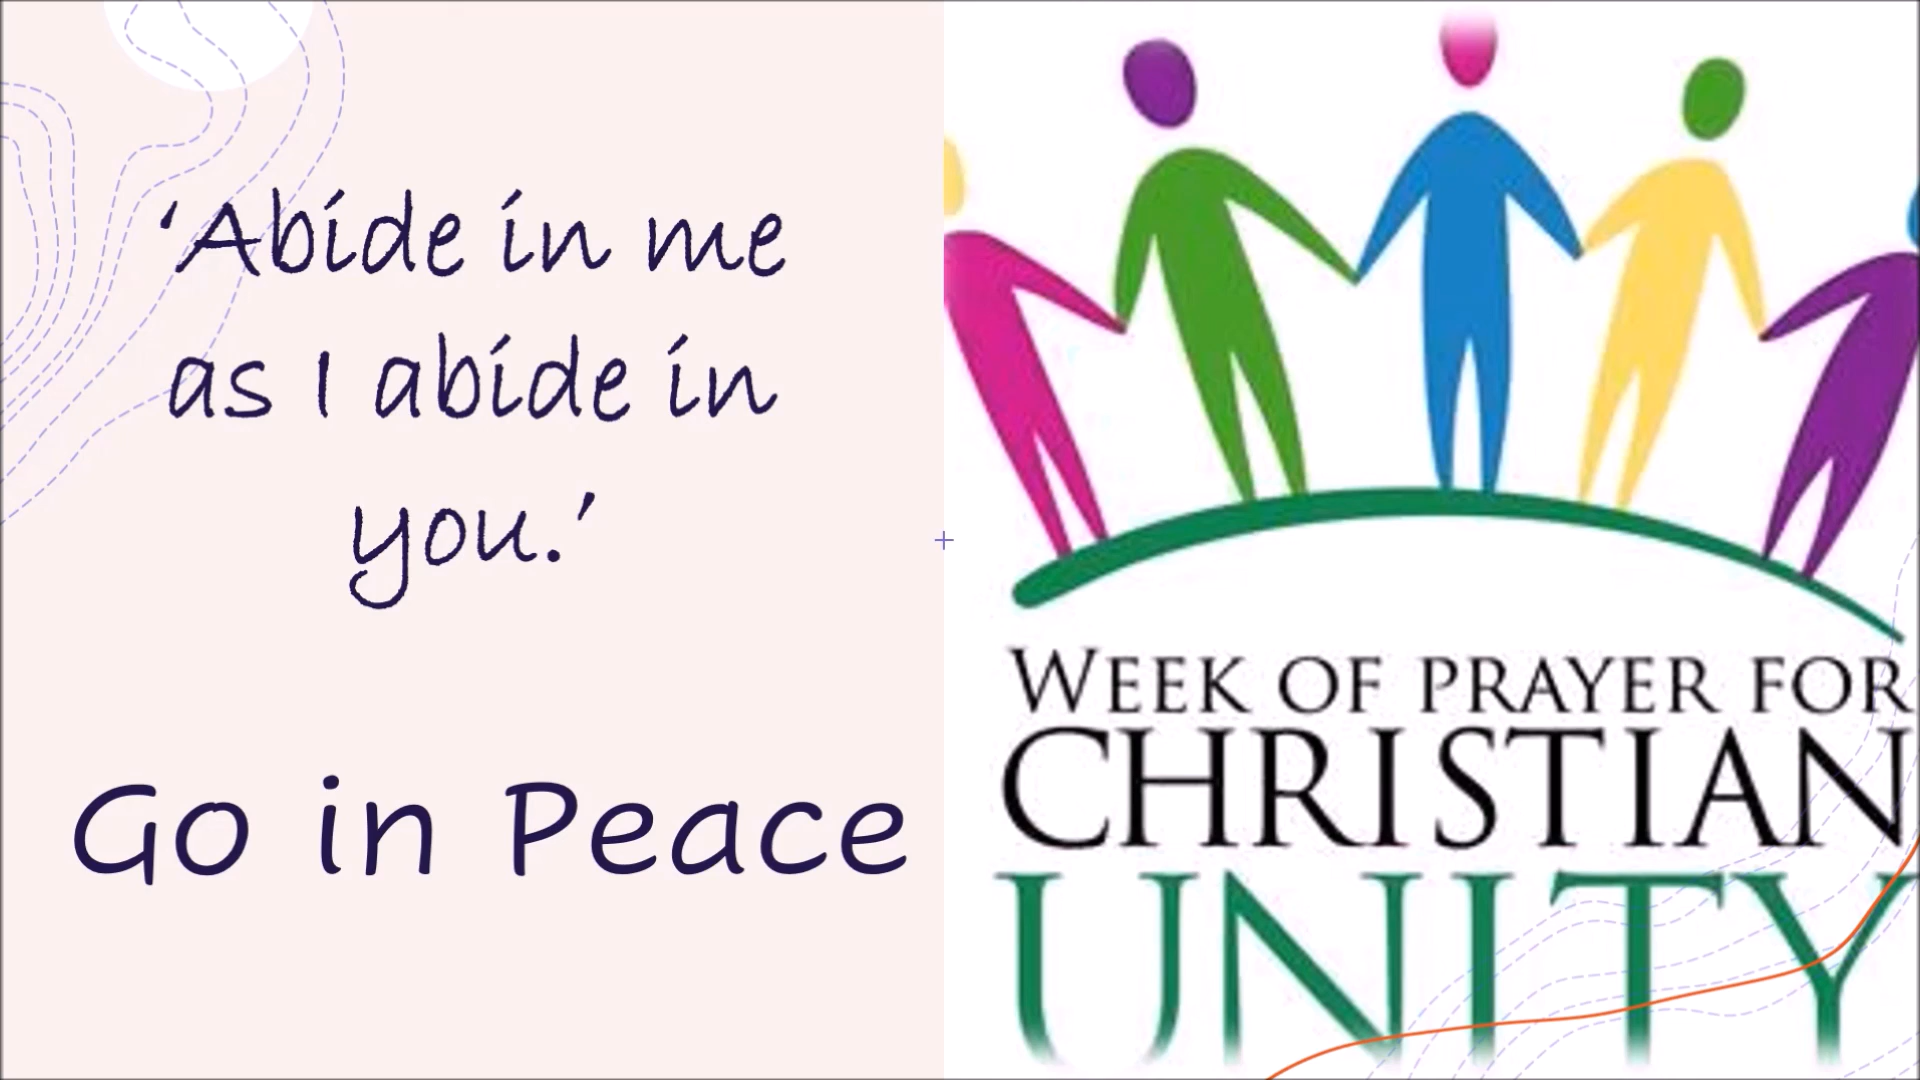 ‘Abide in me
as I abide in
you.’
Go in Peace
WEEK OF PRAYER FOR
CHRISTIAN
UNITY